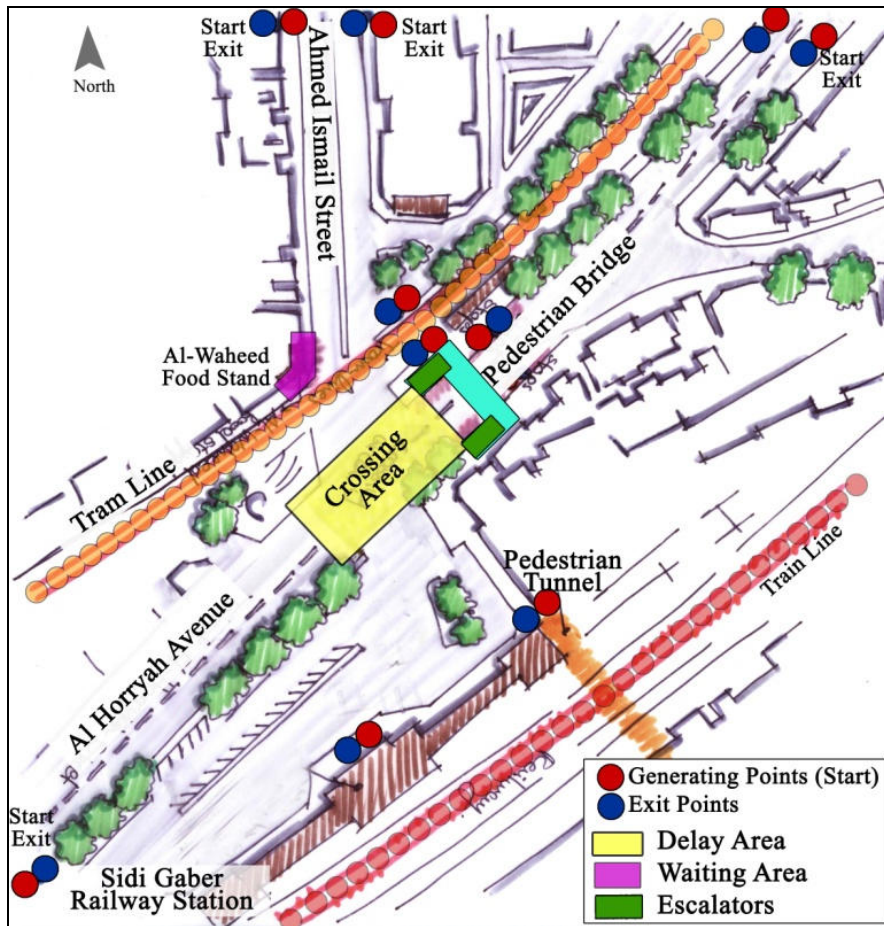 Start
Exit
Start
Exit
Start
Exit
North
Ahmed Ismail Street
Pedestrian Bridge
Al-Waheed
Food Stand
stops
Tram Line
Crossing
Area
Pedestrian
Tunnel
Train Line
Al Horryah Avenue
Railway
Start
Exit
Sidi Gaber
Railway Station
Generating Points (Start)
Exit Points
Delay Area
Waiting Area
Escalators